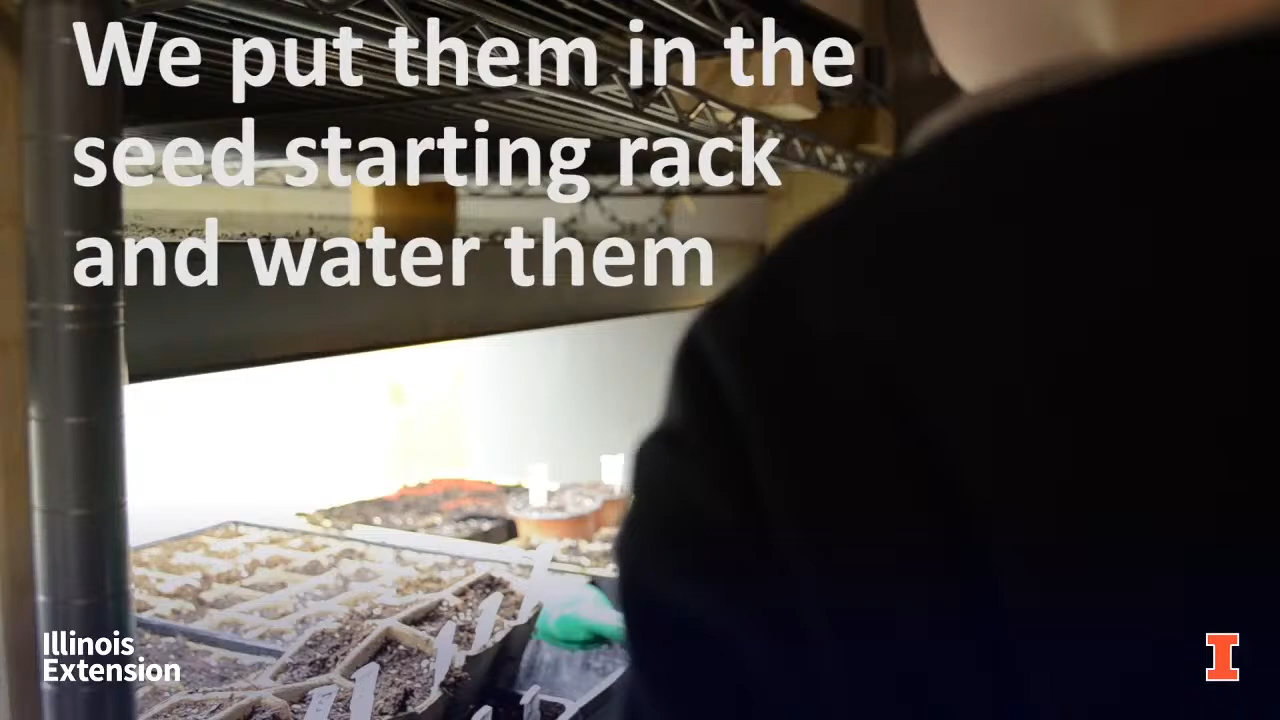 We put them in the
seed starting rack
and water them
Illinois
Extension
I